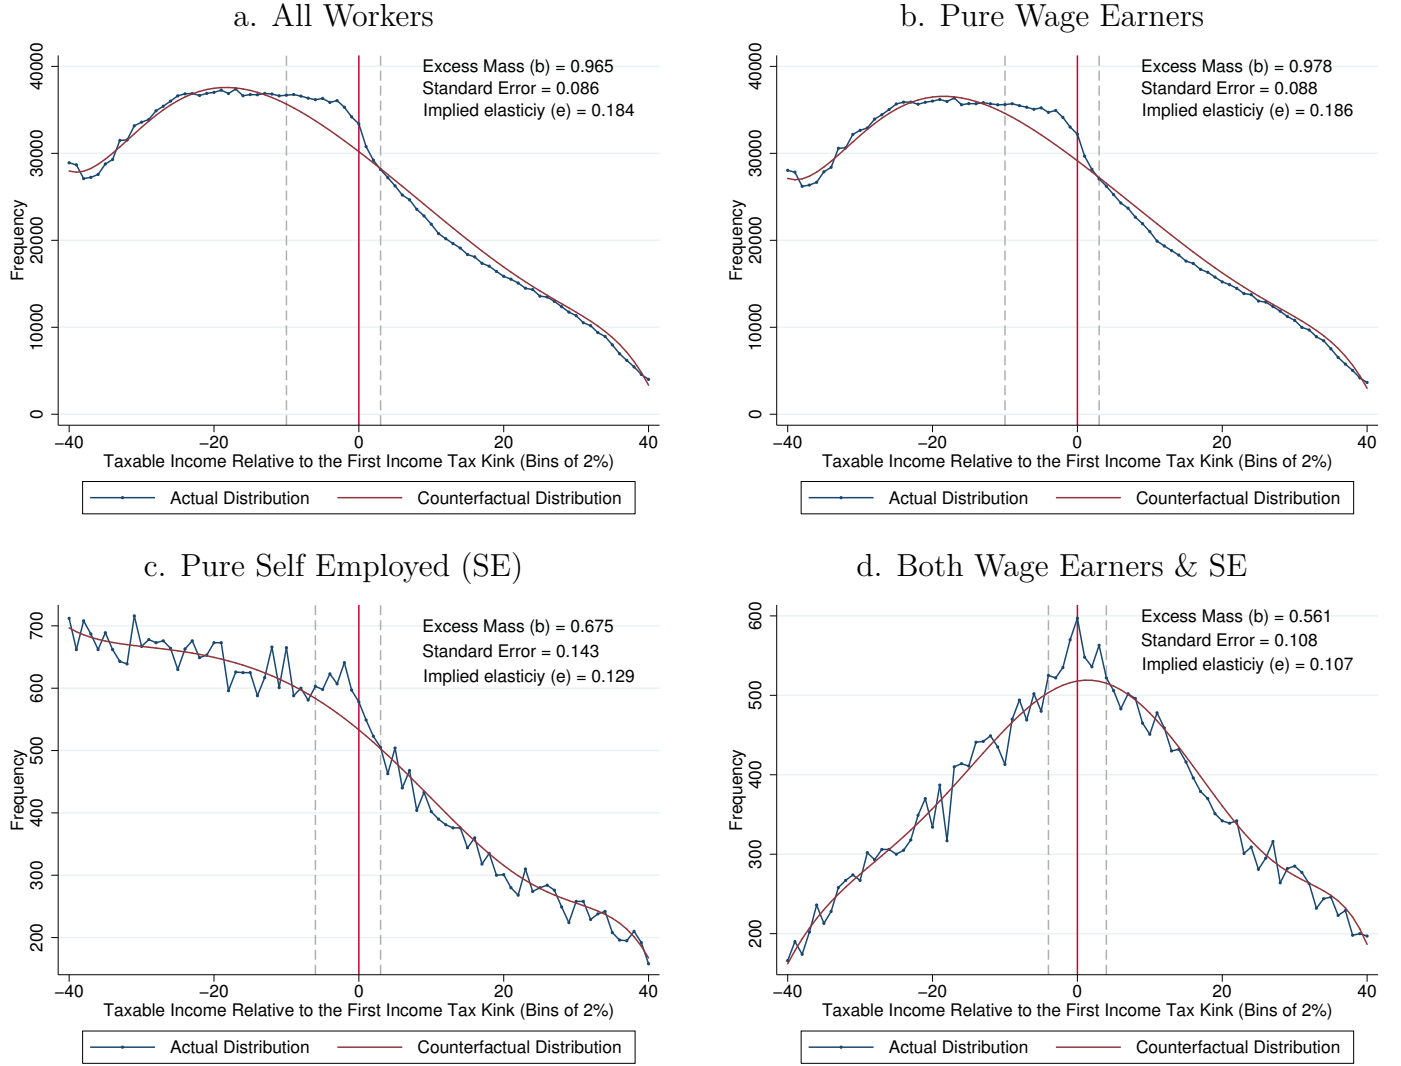 a. All Workers
Excess Mass (b) = 0.965
Standard Error = 0.086
Implied elasticiy (e) = 0.184
Frequency
40000
30000
20000
10000
0
−40 −20 0 20 40
Taxable Income Relative to the First Income Tax Kink (Bins of 2%)
Actual Distribution Counterfactual Distribution
b. Pure Wage Earners
Excess Mass (b) = 0.978
Standard Error = 0.088
Implied elasticiy (e) = 0.186
Frequency
40000
30000
20000
10000
0
−40 −20 0 20 40
Taxable Income Relative to the First Income Tax Kink (Bins of 2%)
Actual Distribution Counterfactual Distribution
c. Pure Self Employed (SE)
Excess Mass (b) = 0.675
Standard Error = 0.143
Implied elasticiy (e) = 0.129
Frequency
700
600
500
400
300
200
−40 −20 0 20 40
Taxable Income Relative to the First Income Tax Kink (Bins of 2%)
Actual Distribution Counterfactual Distribution
d. Both Wage Earners & SE
Excess Mass (b) = 0.561
Standard Error = 0.108
Implied elasticiy (e) = 0.107
Frequency
600
500
400
300
200
−40 −20 0 20 40
Taxable Income Relative to the First Income Tax Kink (Bins of 2%)
Actual Distribution Counterfactual Distribution